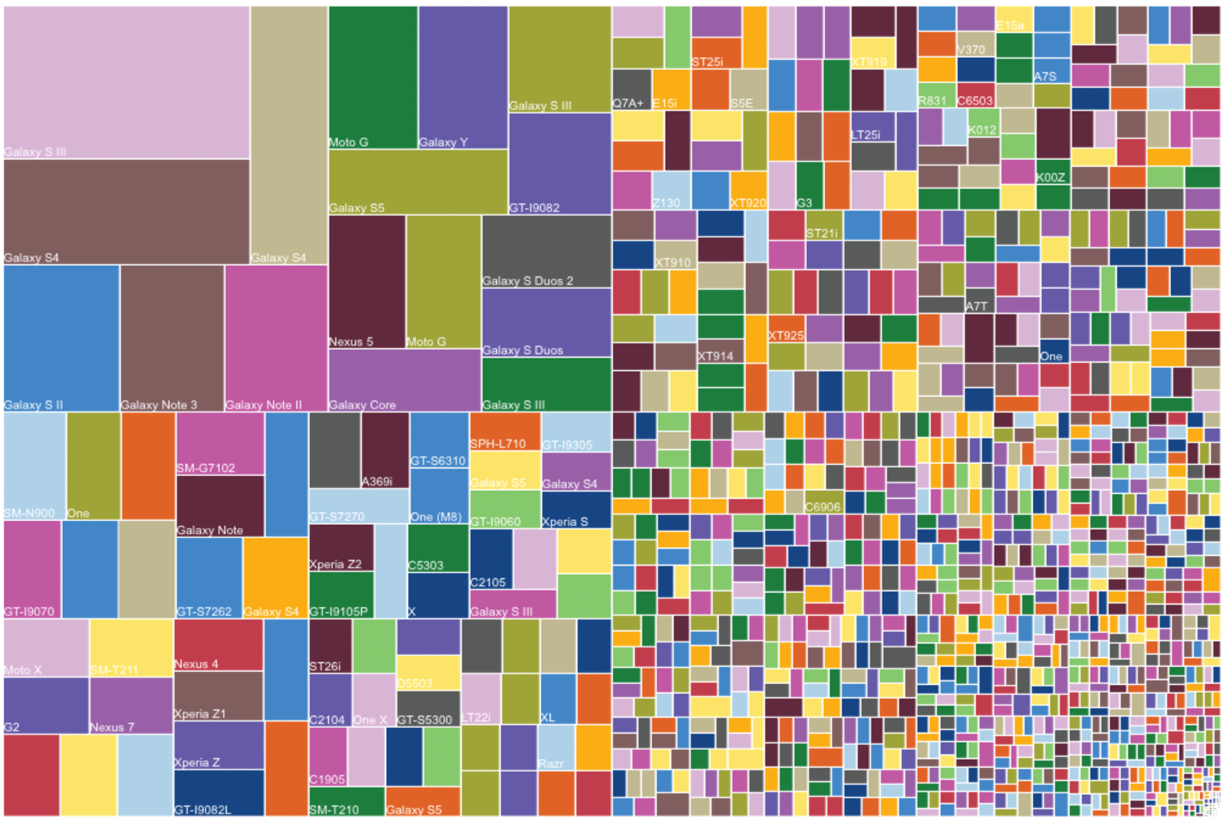 Galaxy S III
Galaxy S4
Galaxy S4
Galaxy S II
Galaxy Note 3
Galaxy Note II
Moto G
Galaxy Y
Galaxy S III
Galaxy S5
GT-I9082
Nexus 5
Moto G
Galaxy S Duos 2
Galaxy S Duos
Galaxy Core
Galaxy S III
ST25i
Q7A+
E15i
S5E
Z130
XT920
XT919
LT25i
G3
E15a
V370
A7S
R831
C6503
K012
K00Z
XT910
XT914
ST21i
XT925
A7T
One
SM-N900
One
SM-G7102
Galaxy Note
GT-I9070
GT-S7262
Galaxy S4
A369i
GT-S7270
GT-S6310
One (M8)
SPH-L710
GT-I9305
Galaxy S5
Galaxy S4
GT-I9060
Xperia S
Xperia Z2
GT-I9105P
C5303
X
C2105
Galaxy S III
C6906
Moto X
SM-T211
G2
Nexus 7
Nexus 4
Xperia Z1
Xperia Z
GT-I9082L
ST26i
D5503
C2104
One X
GT-S5300
C1905
SM-T210
Galaxy S5
LT22i
XL
Razr